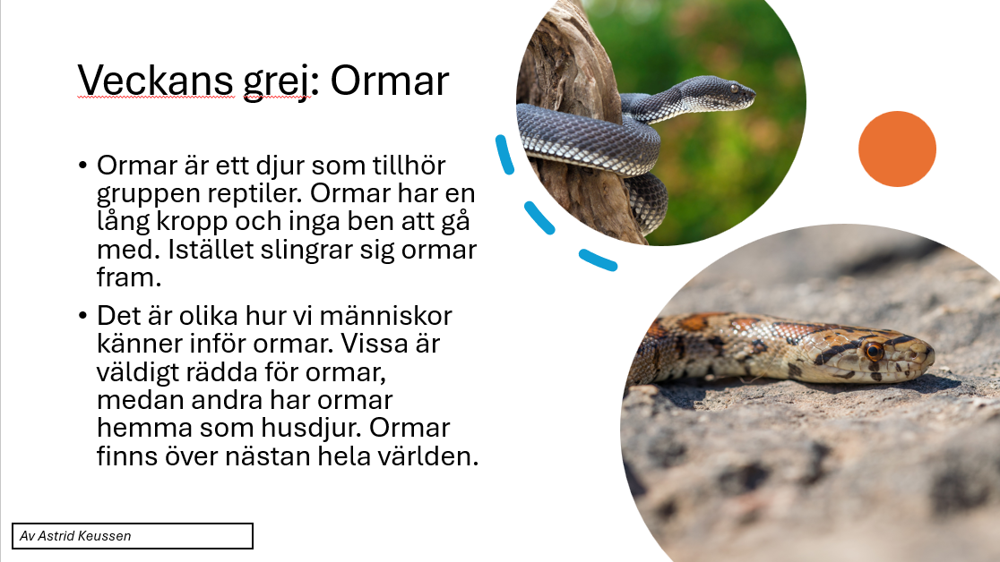 Veckans grej: Ormar
• Ormar är ett djur som tillhör
gruppen reptiler. Ormar har en
lång kropp och inga ben att gå
med. Istället slingrar sig ormar
fram.
• Det är olika hur vi människor
känner inför ormar. Vissa är
väldigt rädda för ormar,
medan andra har ormar
hemma som husdjur. Ormar
finns över nästan hela världen.
Av Astrid Keussen